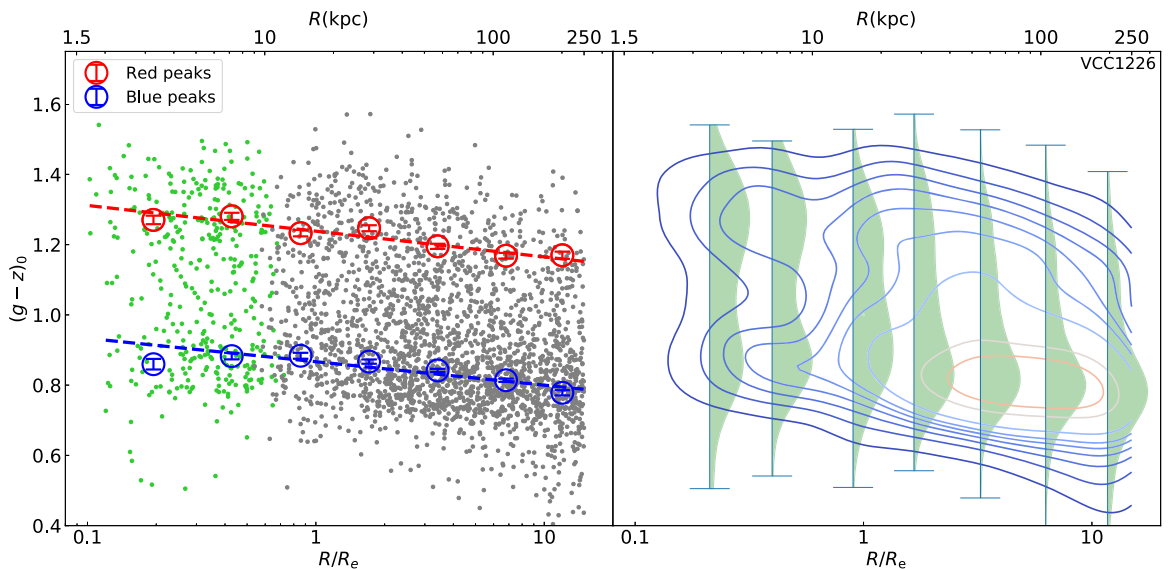 R(kpc) R(kpc)
1.5 10 100 250 1.5 10 100 250
Red peaks
Blue peaks
VCC1226
1.6
1.4
1.2
(g − z)₀
1.0
0.8
0.6
0.4
0.1 1 10 0.1 1 10
R/Rₑ R/Rₑ